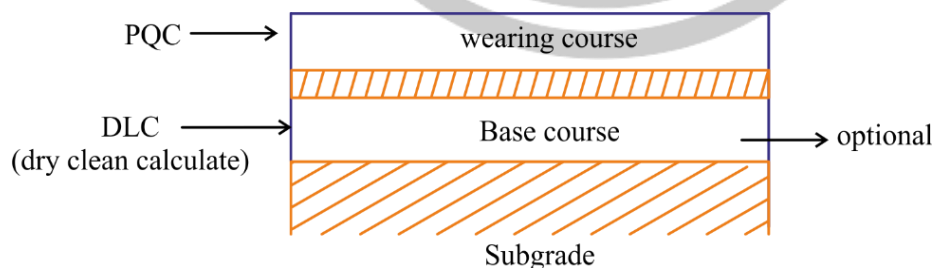 PQC
wearing course
DLC
(dry clean calculate)
Base course
optional
Subgrade